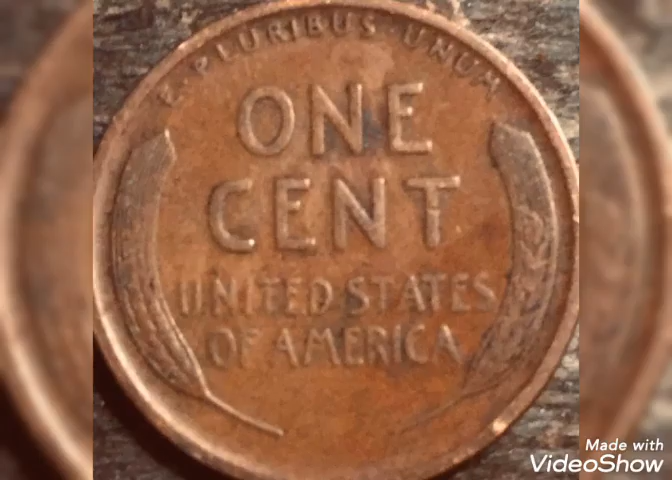 E · PLURIBUS · UNUM
ONE
CENT
UNITED STATES
OF AMERICA
Made with
VideoShow